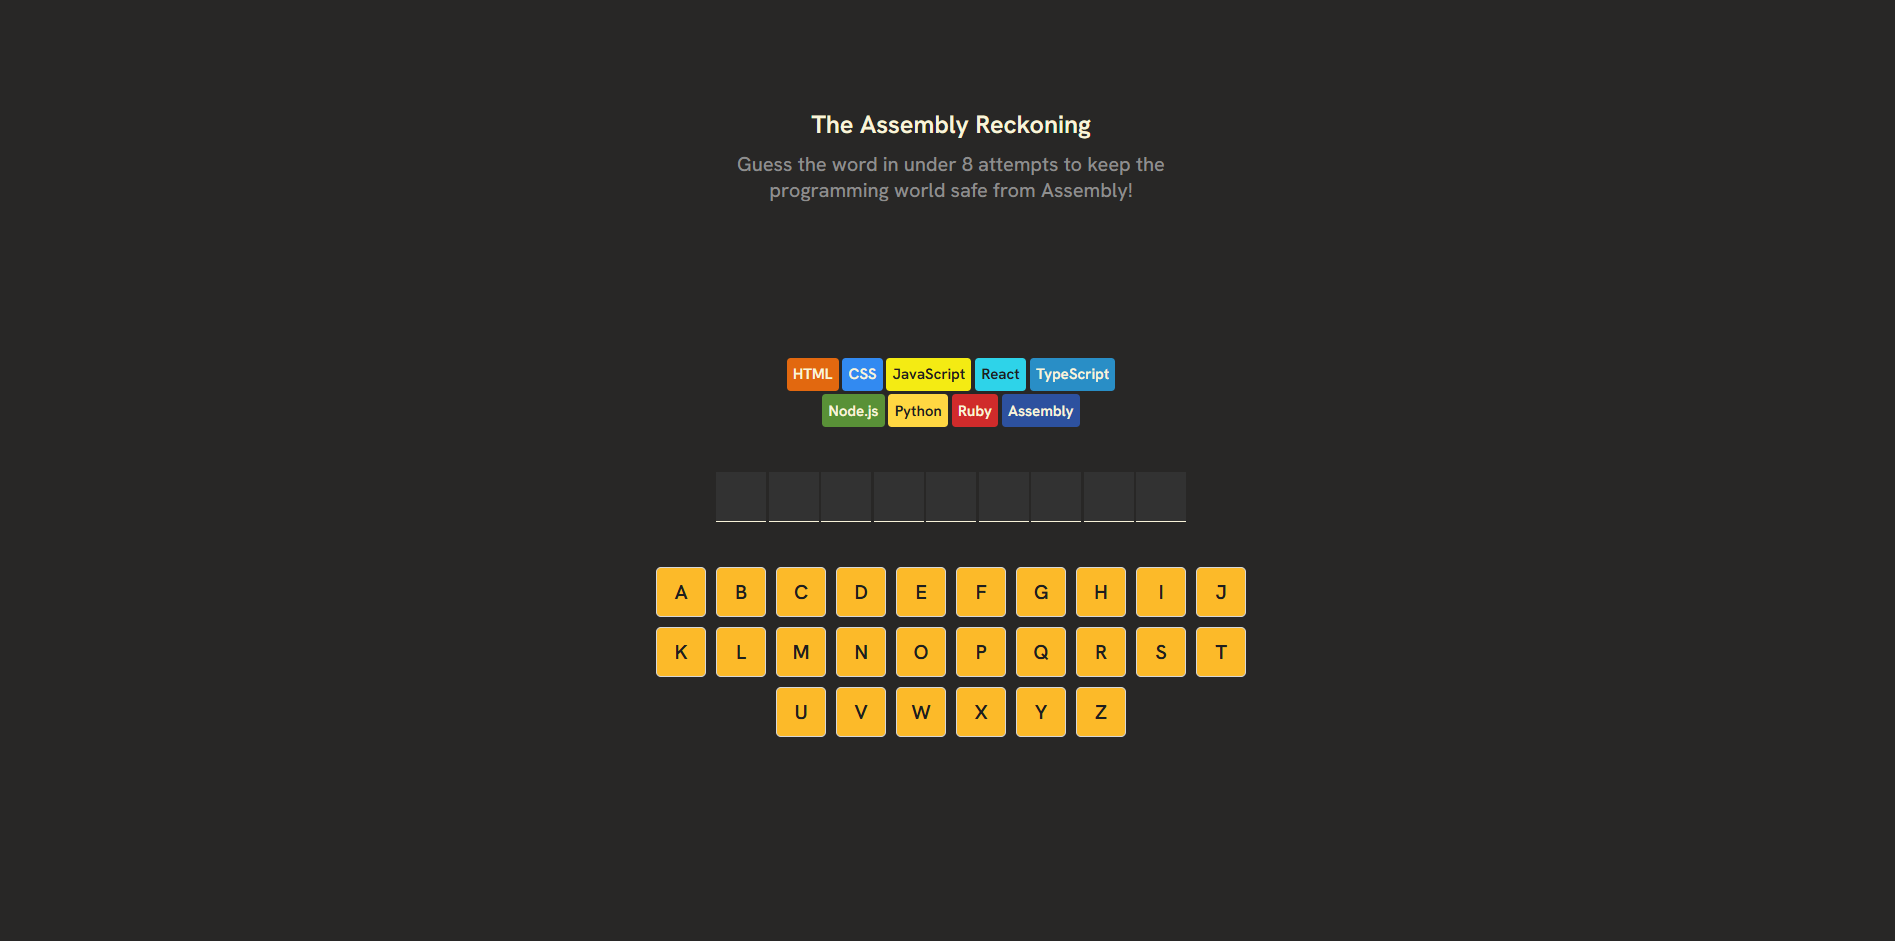 The Assembly Reckoning
Guess the word in under 8 attempts to keep the
programming world safe from Assembly!
HTML CSS JavaScript React TypeScript
Node.js Python Ruby Assembly
A B C D E F G H I J
K L M N O P Q R S T
U V W X Y Z